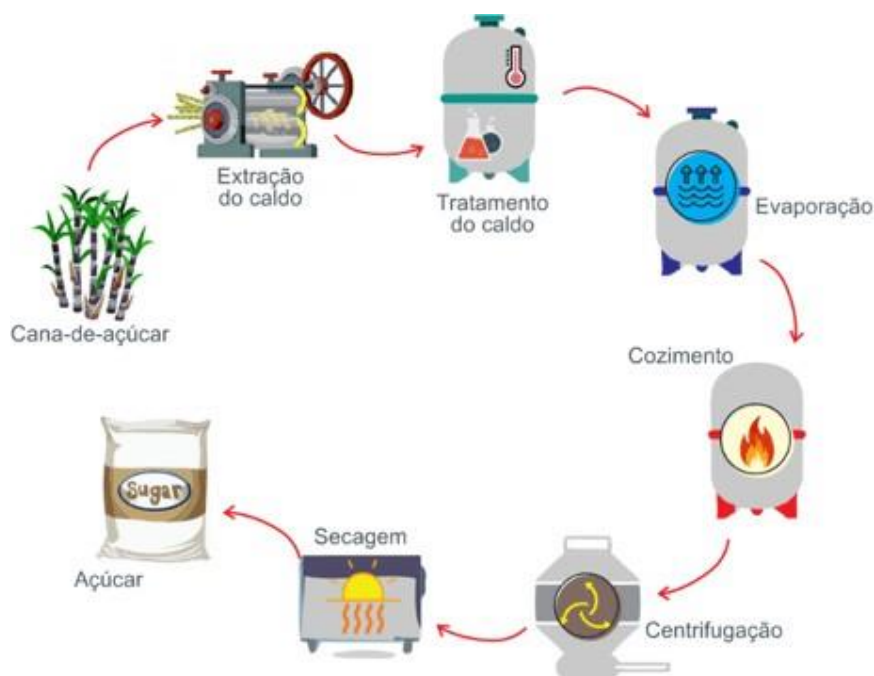 Cana-de-açúcar
Extração
do caldo
Tratamento
do caldo
Evaporação
Cozimento
Centrifugação
Secagem
Sugar
Açúcar